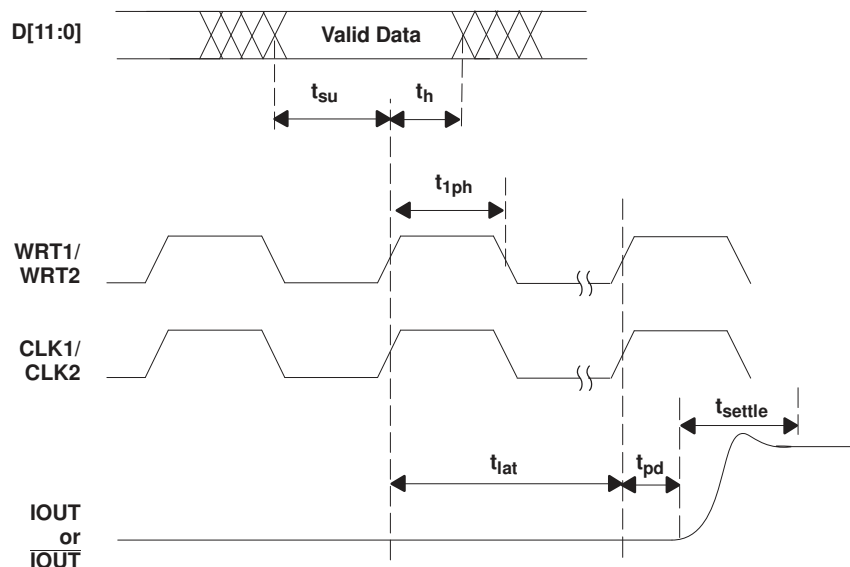 D[11:0]
Valid Data
tsu
th
t1ph
WRT1/
WRT2
CLK1/
CLK2
tsettle
tlat
tpd
IOUT
or
IOUT